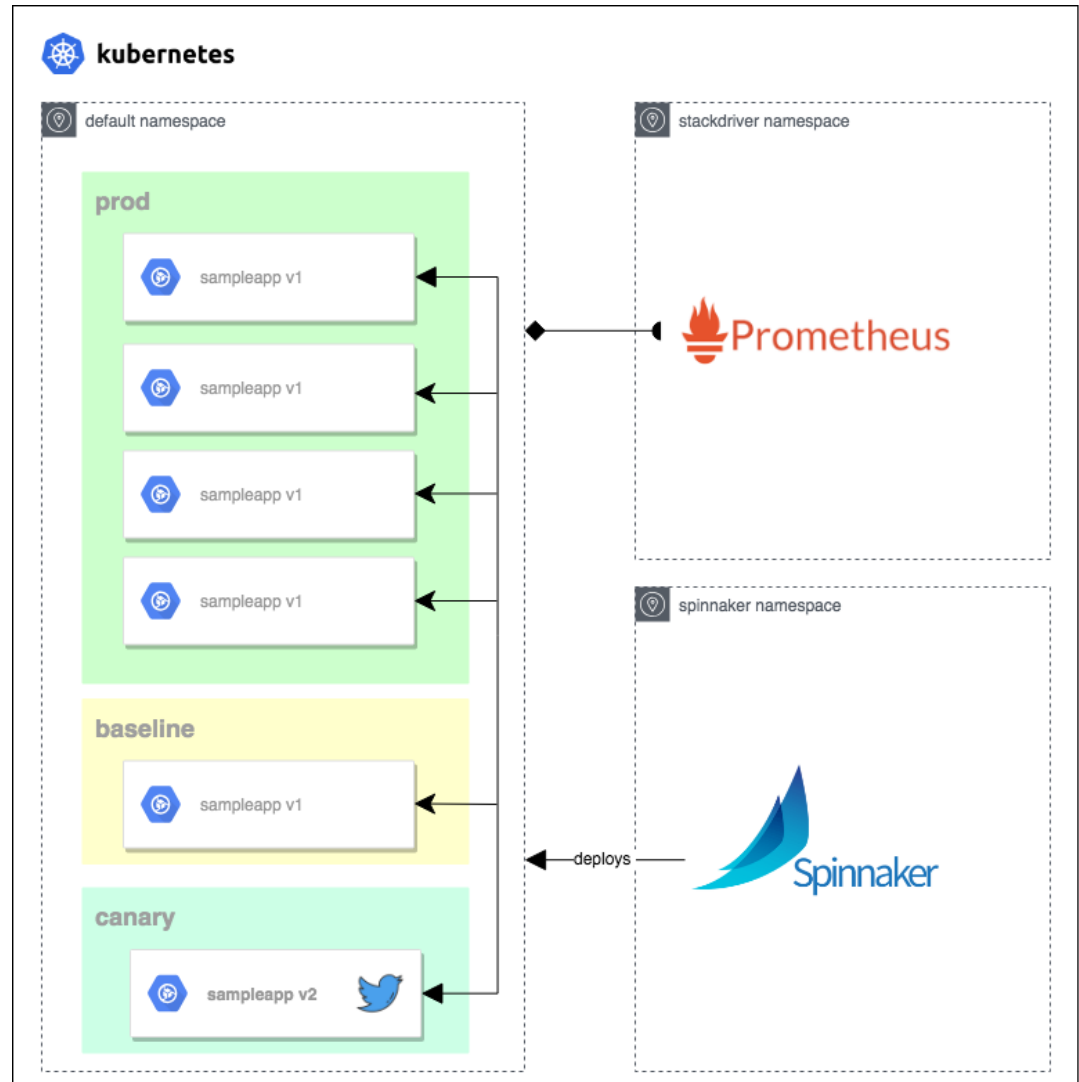 kubernetes
default namespace
prod
sampleapp v1
sampleapp v1
sampleapp v1
sampleapp v1
baseline
sampleapp v1
canary
sampleapp v2
stackdriver namespace
Prometheus
spinnaker namespace
deploys
Spinnaker